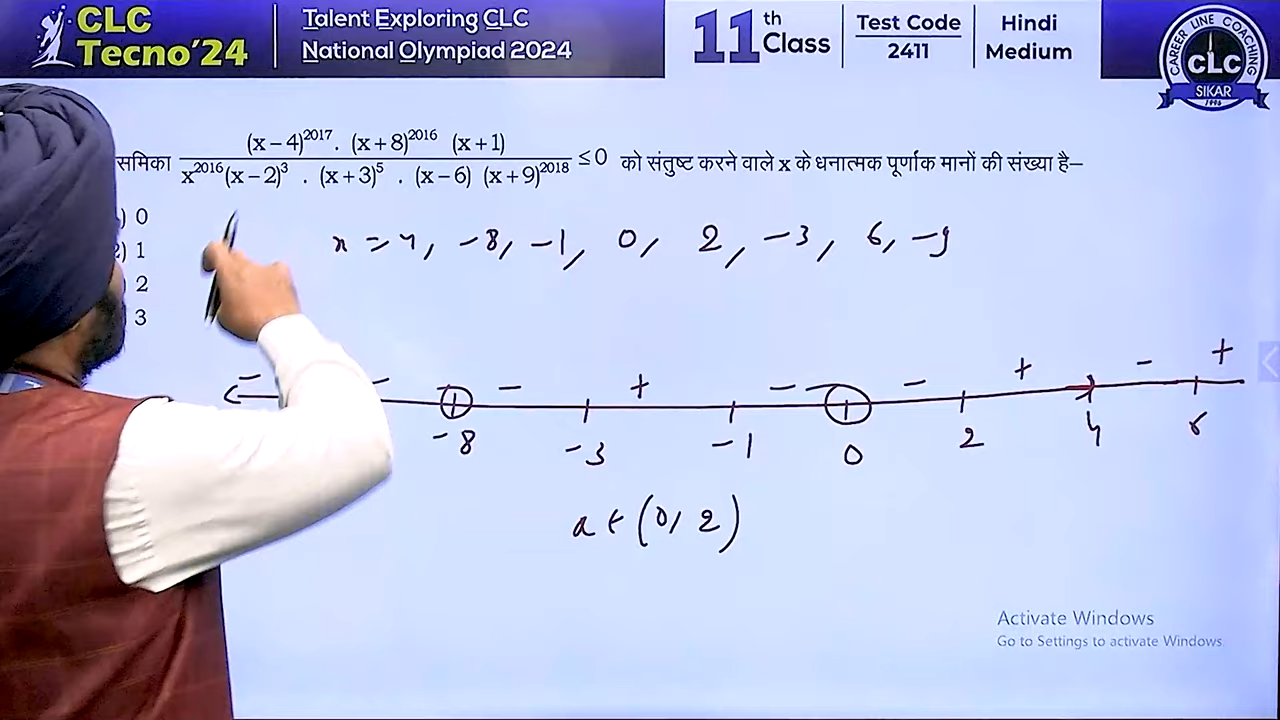 CLC
Tecno'24
Talent Exploring CLC
National Olympiad 2024
11th Class
Test Code
2411
Hindi
Medium
CAREER LINE COACHING
CLC
SIKAR
1996
समिका (x – 4)^2017 . (x + 8)^2016 (x + 1) / x^2016 (x – 2)^3 . (x + 3)^5 . (x – 6) (x + 9)^2018 ≤ 0 को संतुष्ट करने वाले x के धनात्मक पूर्णाक मानों की संख्या है–
) 0
) 1
) 2
3
x = 4, -8, -1, 0, 2, -3, 6, -9
- - - + - - + - +
-8 -3 -1 0 2 4 6
(0, 2)
Activate Windows
Go to Settings to activate Windows.